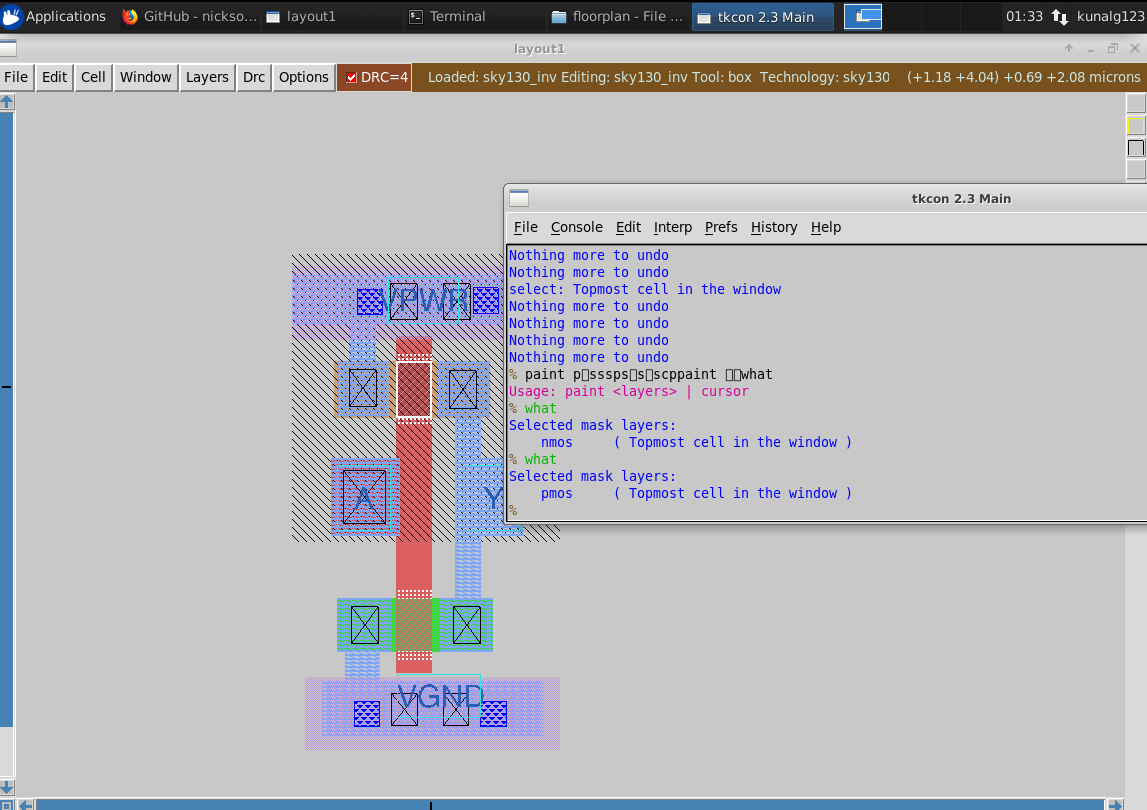 Applications GitHub - nickso... layout1 Terminal floorplan - File ... tkcon 2.3 Main 01:33 kunalg123
layout1
File Edit Cell Window Layers Drc Options DRC=4 Loaded: sky130_inv Editing: sky130_inv Tool: box Technology: sky130 (+1.18 +4.04) +0.69 +2.08 microns
tkcon 2.3 Main
File Console Edit Interp Prefs History Help
Nothing more to undo
Nothing more to undo
select: Topmost cell in the window
Nothing more to undo
Nothing more to undo
Nothing more to undo
Nothing more to undo
% paint p▯sssps▯s▯scppaint ▯▯what
Usage: paint <layers> | cursor
% what
Selected mask layers:
nmos ( Topmost cell in the window )
% what
Selected mask layers:
pmos ( Topmost cell in the window )
%
VPWR
A
Y
VGND